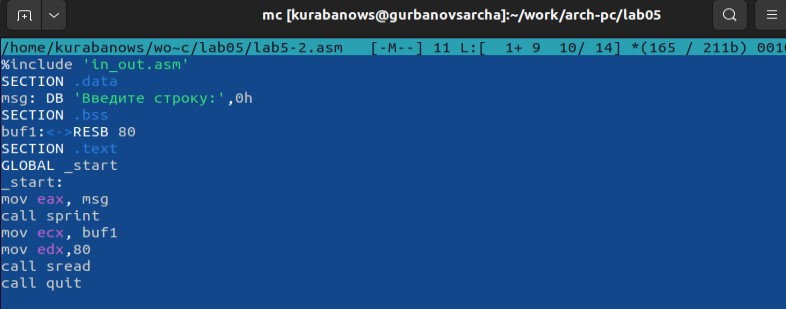 mc [kurabanows@gurbanovsarcha]:~/work/arch-pc/lab05
/home/kurabanows/wo~c/lab05/lab5-2.asm [-M--] 11 L:[ 1+ 9 10/ 14] *(165 / 211b) 0010
%include 'in_out.asm'
SECTION .data
msg: DB 'Введите строку:',0h
SECTION .bss
buf1:<->RESB 80
SECTION .text
GLOBAL _start
_start:
mov eax, msg
call sprint
mov ecx, buf1
mov edx,80
call sread
call quit